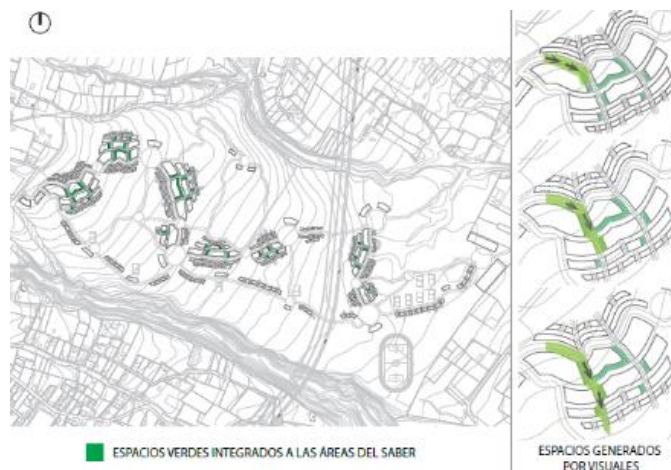 ESPACIOS VERDES INTEGRADOS A LAS ÁREAS DEL SABER
ESPACIOS GENERADOS
POR VISUALES